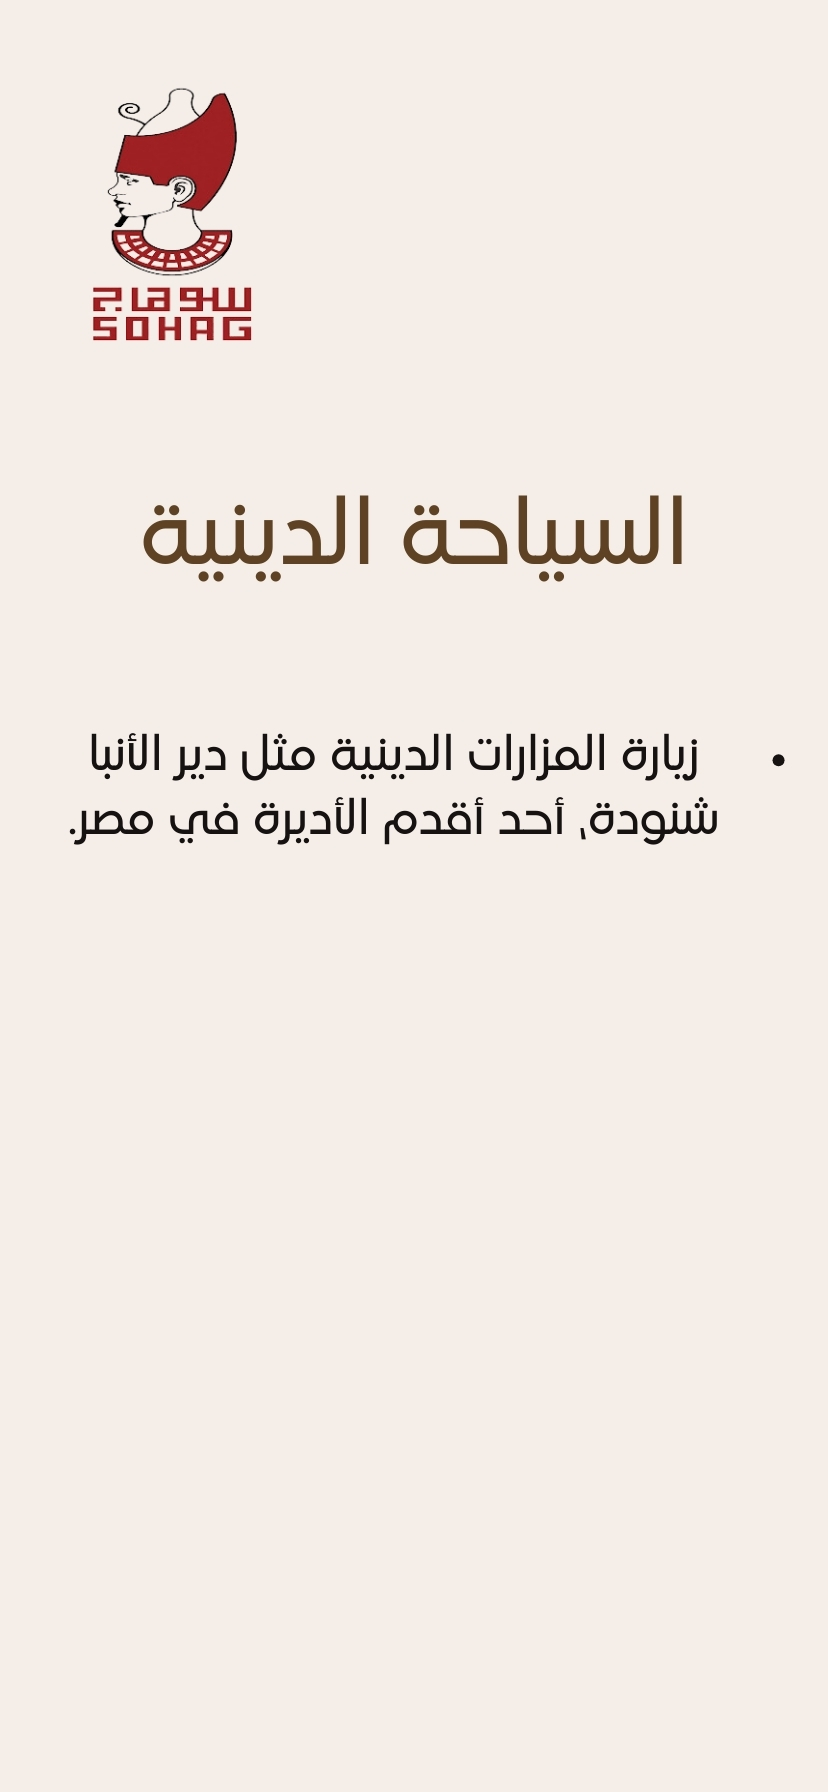 سوهاج
SOHAG
السياحة الدينية
• زيارة المزارات الدينية مثل دير الأنبا
شنودة، أحد أقدم الأديرة في مصر.